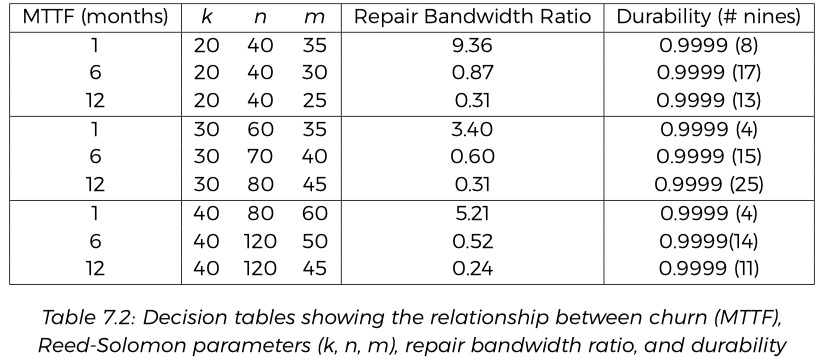 MTTF (months) k n m Repair Bandwidth Ratio Durability (# nines)
1 20 40 35 9.36 0.9999 (8)
6 20 40 30 0.87 0.9999 (17)
12 20 40 25 0.31 0.9999 (13)
1 30 60 35 3.40 0.9999 (4)
6 30 70 40 0.60 0.9999 (15)
12 30 80 45 0.31 0.9999 (25)
1 40 80 60 5.21 0.9999 (4)
6 40 120 50 0.52 0.9999(14)
12 40 120 45 0.24 0.9999 (11)
Table 7.2: Decision tables showing the relationship between churn (MTTF),
Reed-Solomon parameters (k, n, m), repair bandwidth ratio, and durability